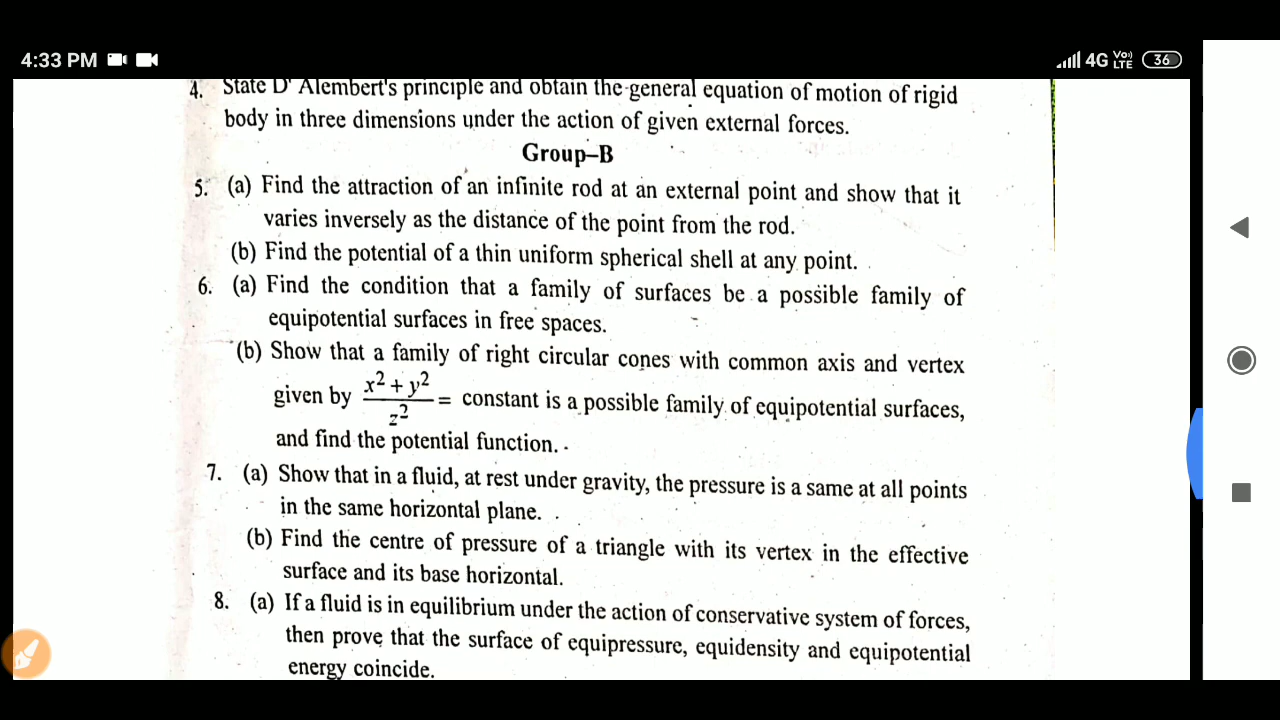 4:33 PM
4G Vo)) LTE 36
4. State D' Alembert's principle and obtain the general equation of motion of rigid
body in three dimensions under the action of given external forces.
Group–B
5. (a) Find the attraction of an infinite rod at an external point and show that it
varies inversely as the distance of the point from the rod.
(b) Find the potential of a thin uniform spherical shell at any point.
6. (a) Find the condition that a family of surfaces be a possible family of
equipotential surfaces in free spaces.
(b) Show that a family of right circular cones with common axis and vertex
given by x² + y² / z² = constant is a possible family of equipotential surfaces,
and find the potential function.
7. (a) Show that in a fluid, at rest under gravity, the pressure is a same at all points
in the same horizontal plane.
(b) Find the centre of pressure of a triangle with its vertex in the effective
surface and its base horizontal.
8. (a) If a fluid is in equilibrium under the action of conservative system of forces,
then prove that the surface of equipressure, equidensity and equipotential
energy coincide.